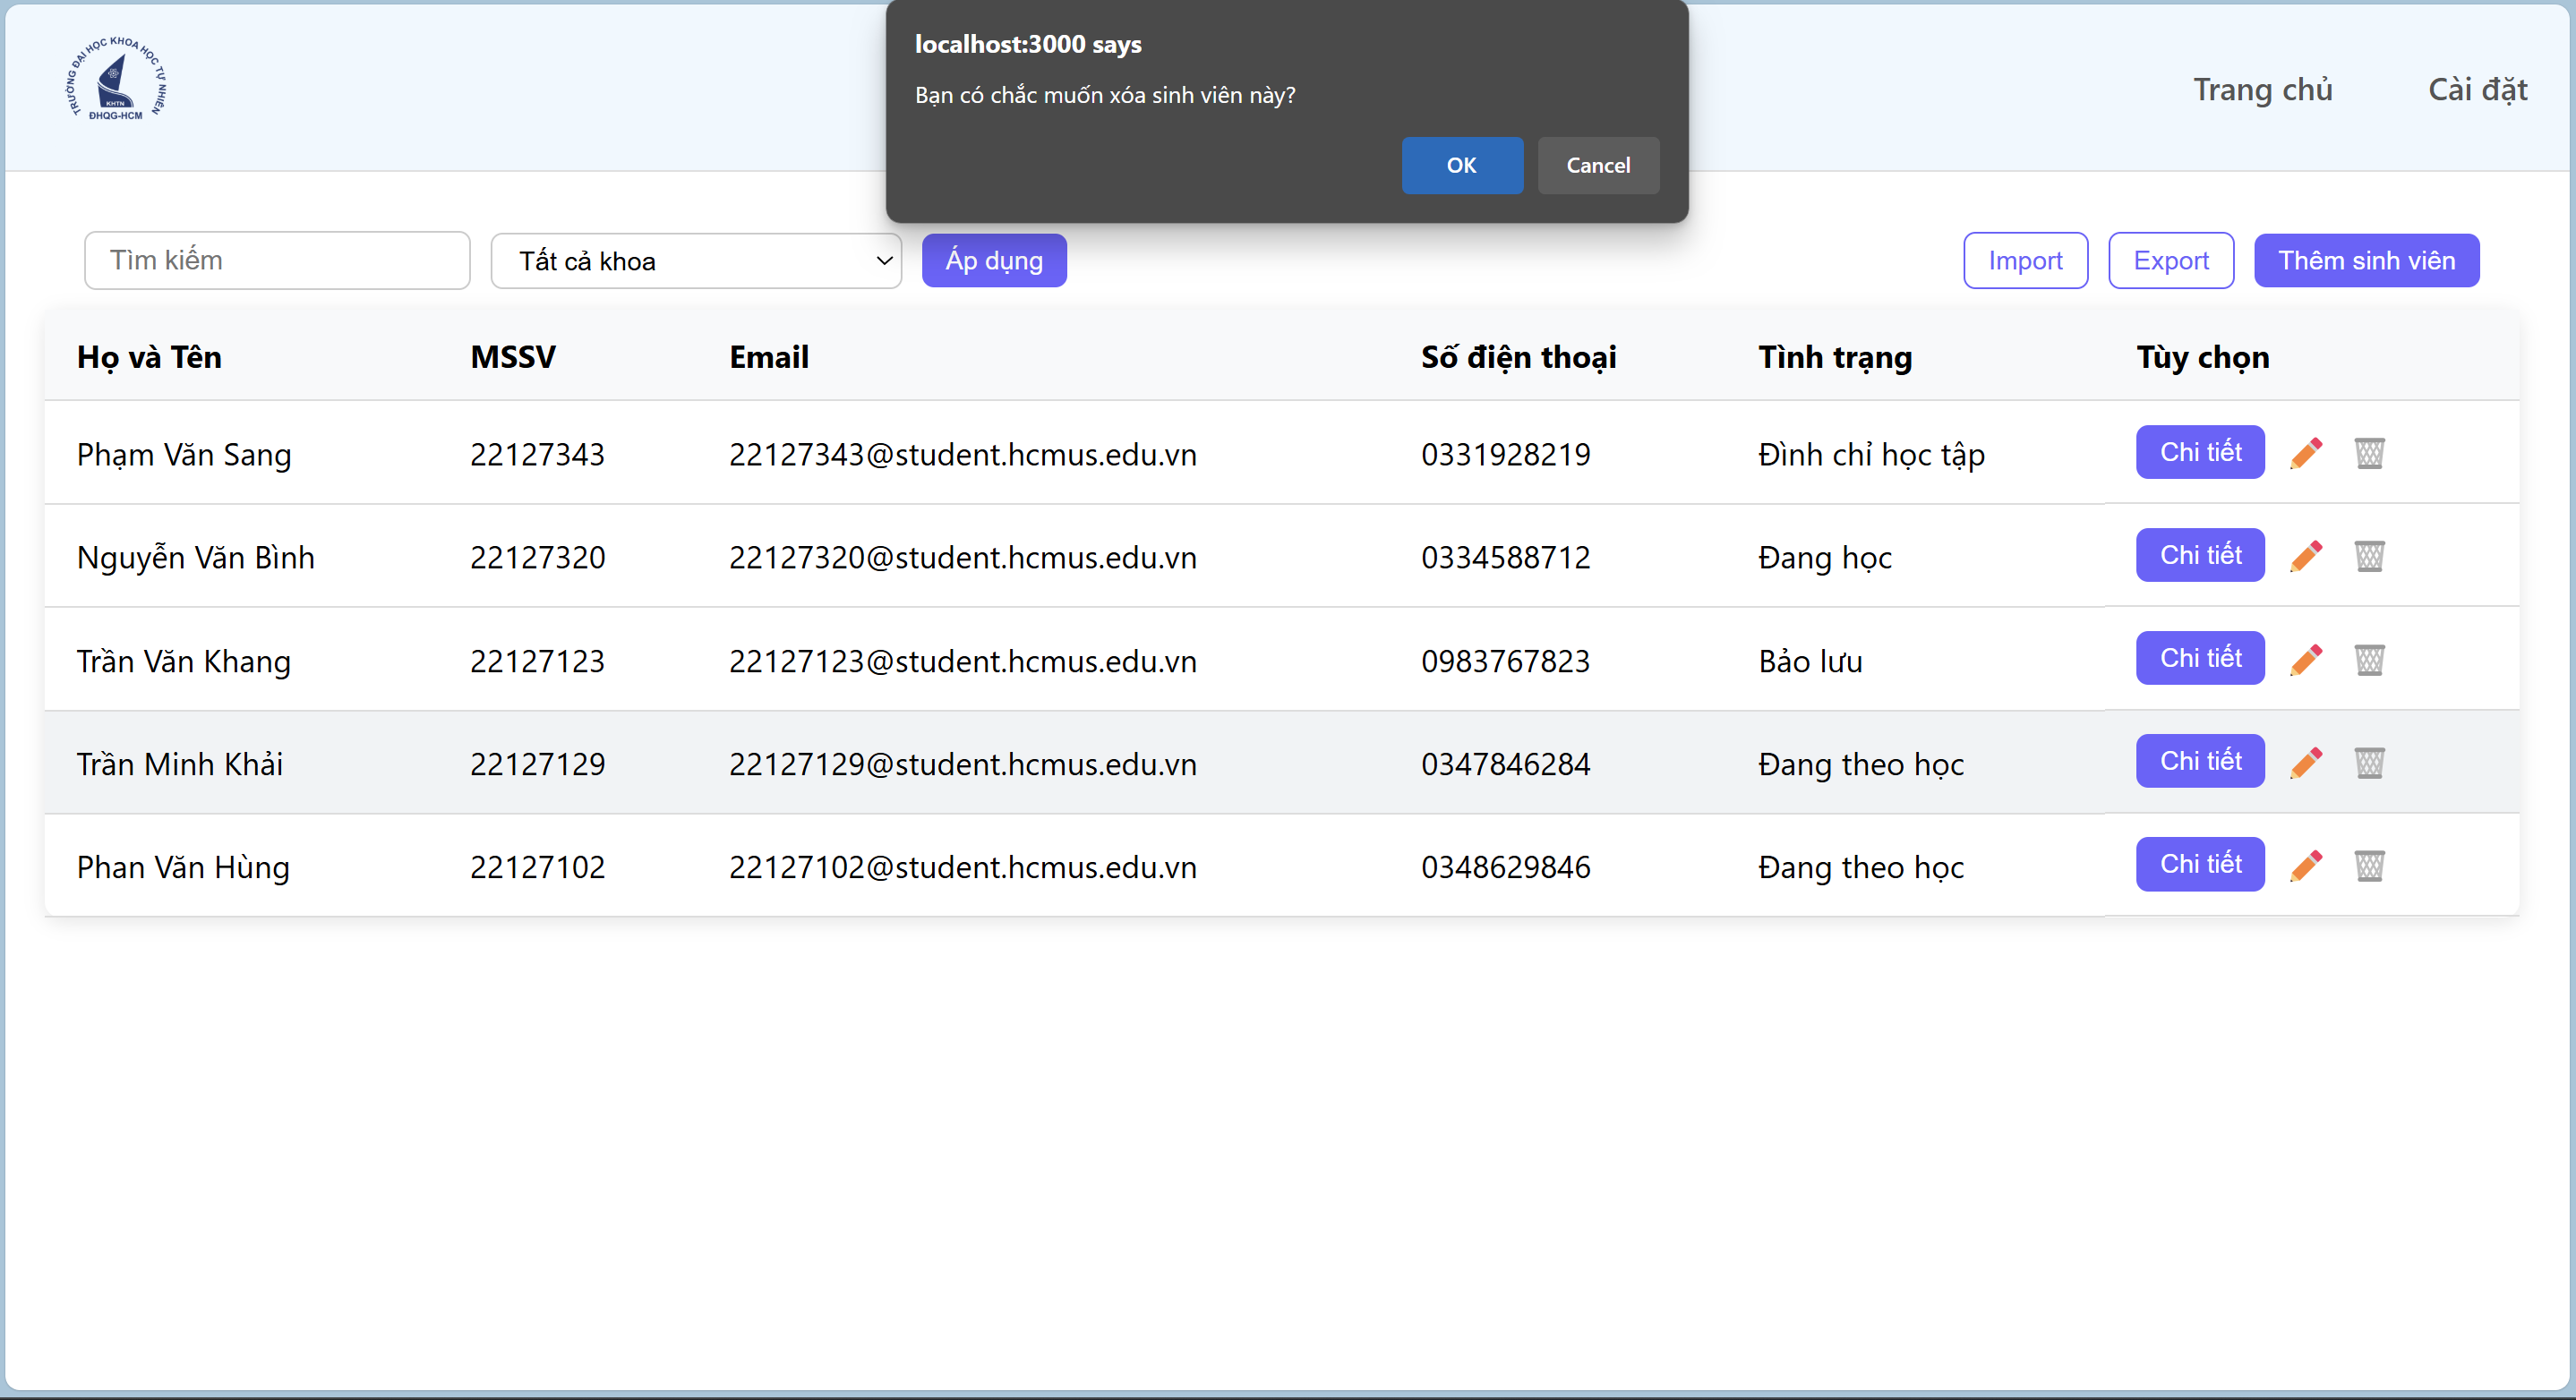 localhost:3000 says
Bạn có chắc muốn xóa sinh viên này?
OK Cancel
TRƯỜNG ĐẠI HỌC KHOA HỌC TỰ NHIÊN
KHTN
ĐHQG-HCM
Trang chủ Cài đặt
Tìm kiếm Tất cả khoa Áp dụng Import Export Thêm sinh viên
Họ và Tên MSSV Email Số điện thoại Tình trạng Tùy chọn
Phạm Văn Sang 22127343 22127343@student.hcmus.edu.vn 0331928219 Đình chỉ học tập Chi tiết
Nguyễn Văn Bình 22127320 22127320@student.hcmus.edu.vn 0334588712 Đang học Chi tiết
Trần Văn Khang 22127123 22127123@student.hcmus.edu.vn 0983767823 Bảo lưu Chi tiết
Trần Minh Khải 22127129 22127129@student.hcmus.edu.vn 0347846284 Đang theo học Chi tiết
Phan Văn Hùng 22127102 22127102@student.hcmus.edu.vn 0348629846 Đang theo học Chi tiết